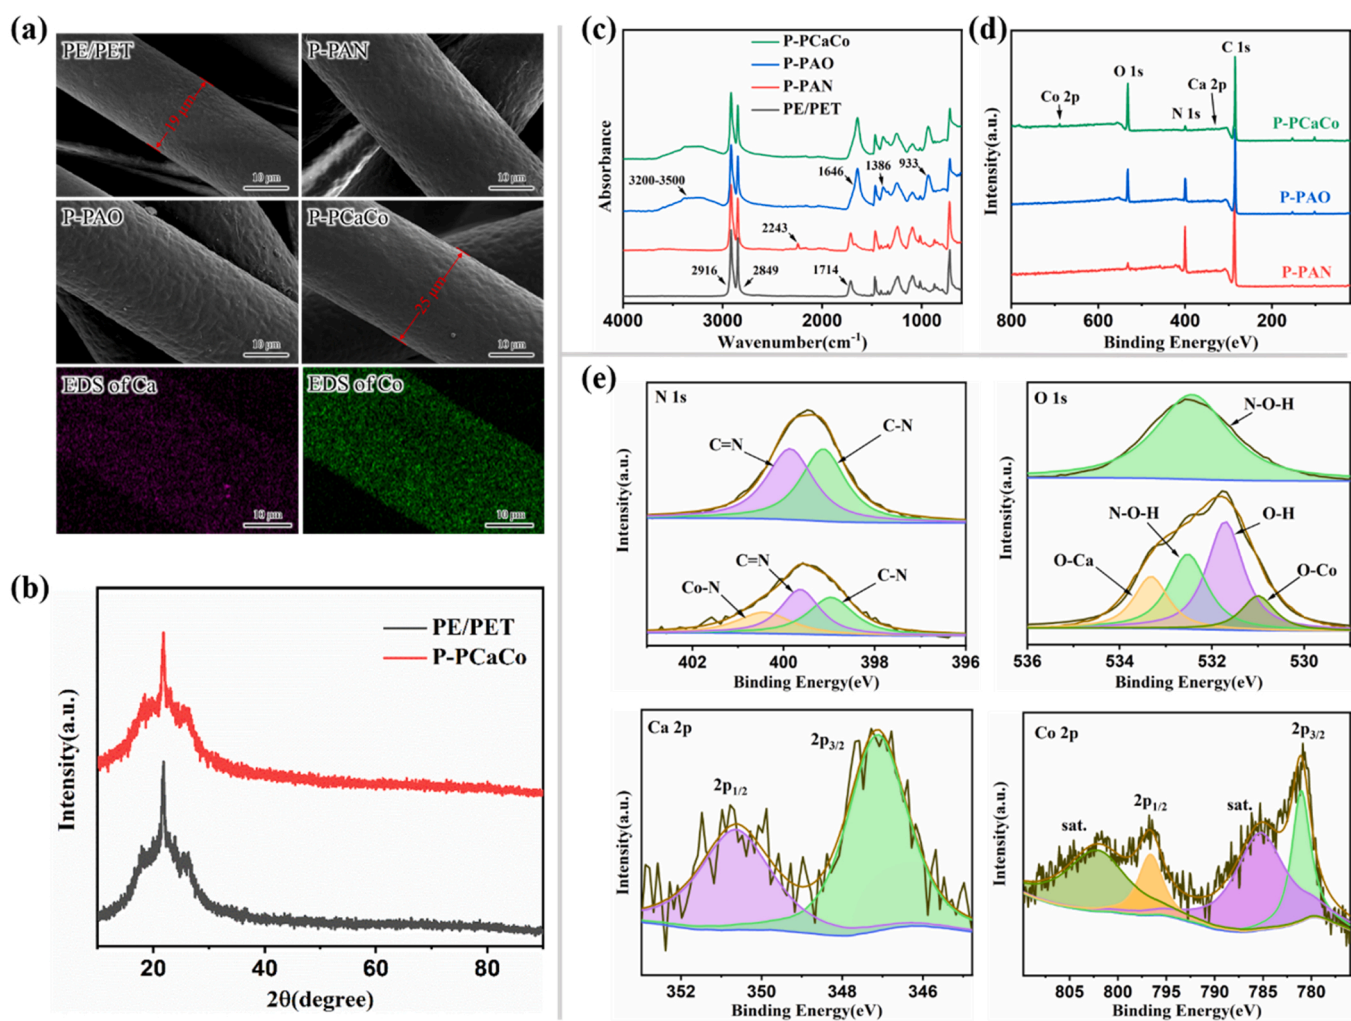 (a)
PE/PET
19 μm
10 μm
P-PAN
10 μm
P-PAO
10 μm
P-PCaCo
25 μm
10 μm
EDS of Ca
10 μm
EDS of Co
10 μm
(b)
PE/PET
P-PCaCo
Intensity(a.u.)
20 40 60 80
2θ(degree)
(c)
P-PCaCo
P-PAO
P-PAN
PE/PET
Absorbance
3200-3500
1646
1386
933
2243
2916
2849
1714
4000 3000 2000 1000
Wavenumber(cm⁻¹)
(d)
C 1s
O 1s
Ca 2p
Co 2p
N 1s
P-PCaCo
P-PAO
P-PAN
Intensity(a.u.)
800 600 400 200
Binding Energy(eV)
(e)
N 1s
C=N
C-N
C=N
Co-N
C-N
Intensity(a.u.)
402 400 398 396
Binding Energy(eV)
O 1s
N-O-H
N-O-H
O-H
O-Ca
O-Co
Intensity(a.u.)
536 534 532 530
Binding Energy(eV)
Ca 2p
2p3/2
2p1/2
Intensity(a.u.)
352 350 348 346
Binding Energy(eV)
Co 2p
2p3/2
2p1/2
sat.
sat.
Intensity(a.u.)
805 800 795 790 785 780
Binding Energy(eV)